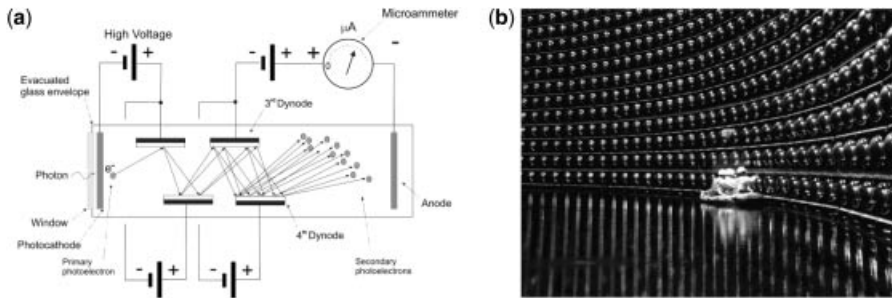 (a)
(b)
Microammeter
High Voltage
μA
- + - + + -
0
Evacuated
glass envelope
3rd Dynode
Photon
e-
Anode
Window
4th Dynode
Photocathode
Primary
photoelectron
Secondary
photoelectrons
- + - +